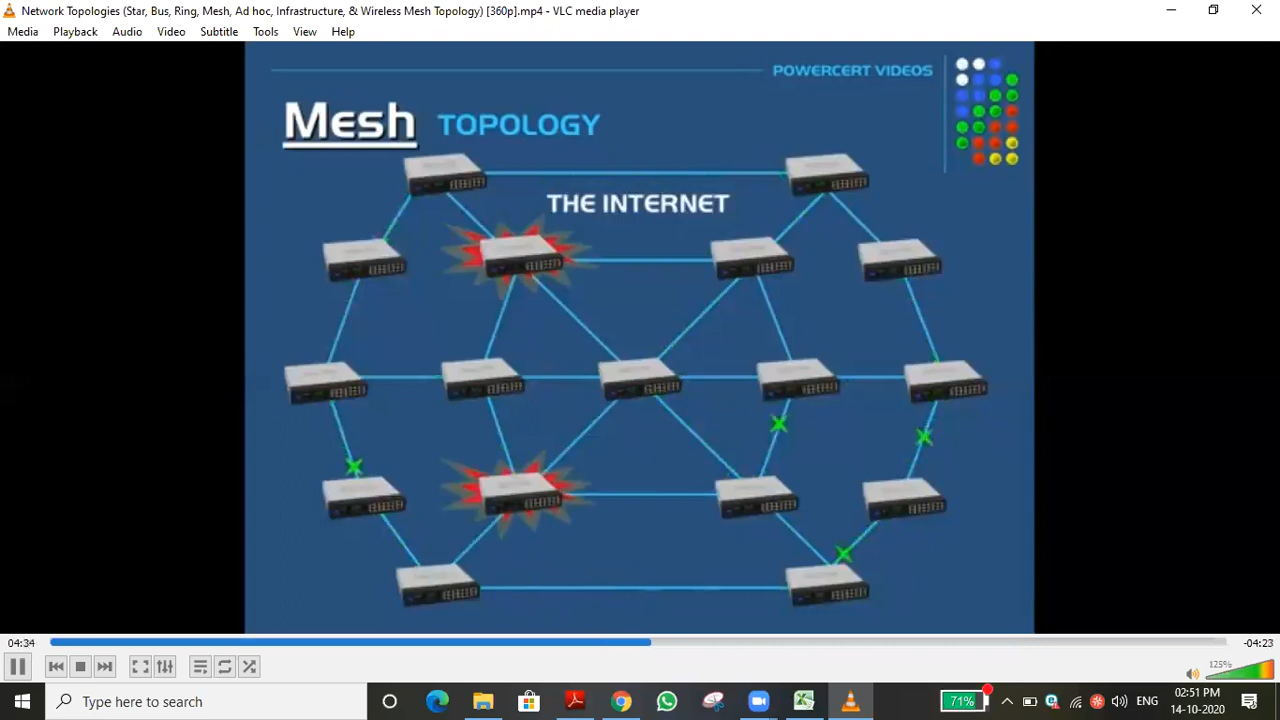 Network Topologies (Star, Bus, Ring, Mesh, Ad hoc, Infrastructure, & Wireless Mesh Topology) [360p].mp4 - VLC media player
Media Playback Audio Video Subtitle Tools View Help
POWERCERT VIDEOS
Mesh TOPOLOGY
THE INTERNET
04:34
-04:23
125%
Type here to search
71%
ENG
02:51 PM
14-10-2020